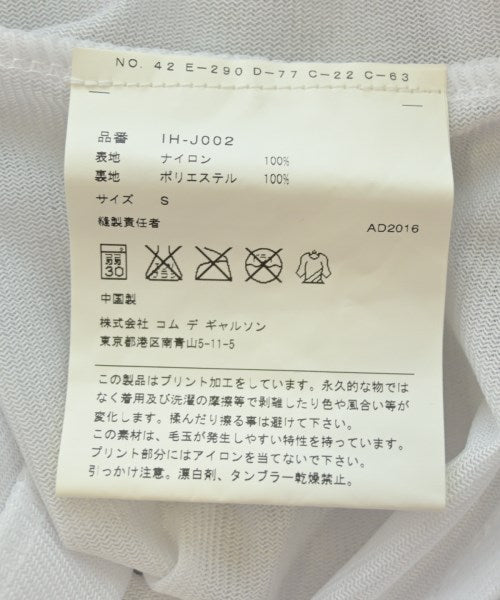 NO. 42 E-290 D-77 C-22 C-63
品番 IH-J002
表地 ナイロン 100%
裏地 ポリエステル 100%
サイズ S
縫製責任者 AD2016
弱 30
中国製
株式会社 コム デ ギャルソン
東京都港区南青山5-11-5
この製品はプリント加工をしています。永久的な物では
なく着用及び洗濯の摩擦等で剥離したり色や風合い等が
変化します。揉んだり擦る事は避けて下さい。
この素材は、毛玉が発生しやすい特性を持っています。
プリント部分にはアイロンを当てないで下さい。
引っかけ注意。漂白剤、タンブラー乾燥禁止。